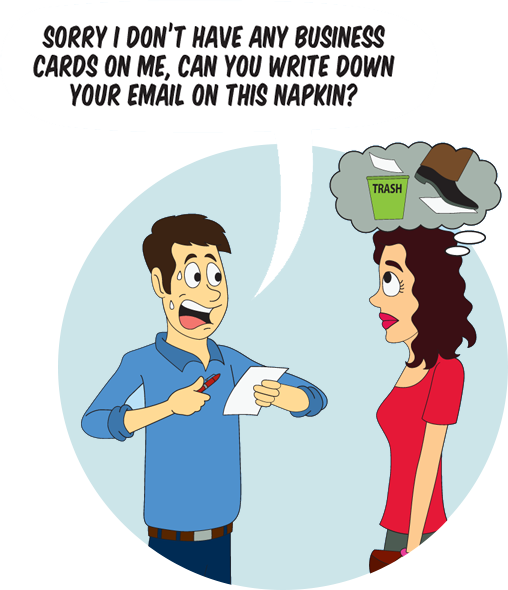 SORRY I DON'T HAVE ANY BUSINESS
CARDS ON ME, CAN YOU WRITE DOWN
YOUR EMAIL ON THIS NAPKIN?
TRASH